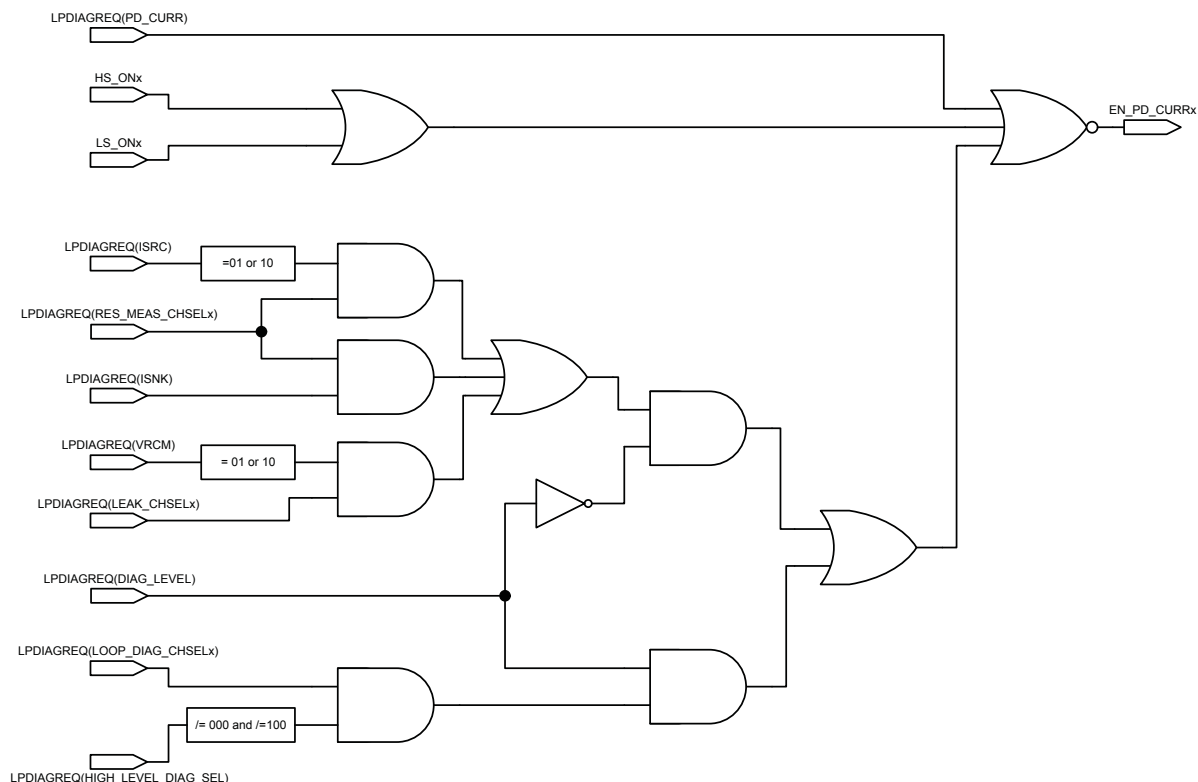 LPDIAGREQ(PD_CURR)
HS_ONx
EN_PD_CURRx
LS_ONx
LPDIAGREQ(ISRC)
=01 or 10
LPDIAGREQ(RES_MEAS_CHSELx)
LPDIAGREQ(ISNK)
LPDIAGREQ(VRCM)
= 01 or 10
LPDIAGREQ(LEAK_CHSELx)
LPDIAGREQ(DIAG_LEVEL)
LPDIAGREQ(LOOP_DIAG_CHSELx)
/= 000 and /=100
LPDIAGREQ(HIGH_LEVEL_DIAG_SEL)